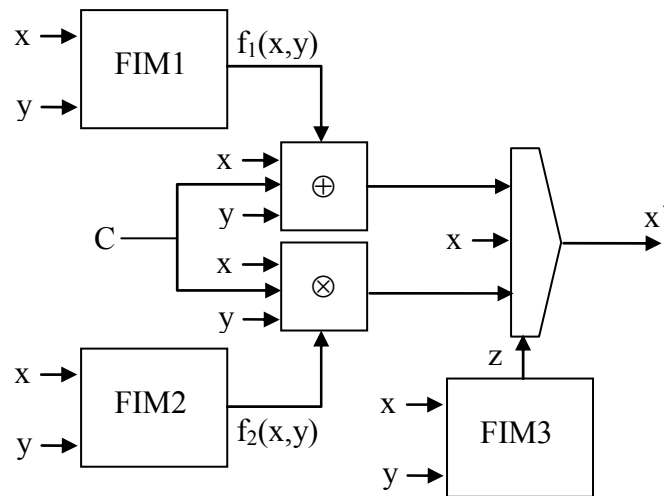 x
FIM1
f₁(x,y)
y
x
⊕
y
C
x
⊗
y
x
x'
z
x
FIM2
y
f₂(x,y)
x
FIM3
y